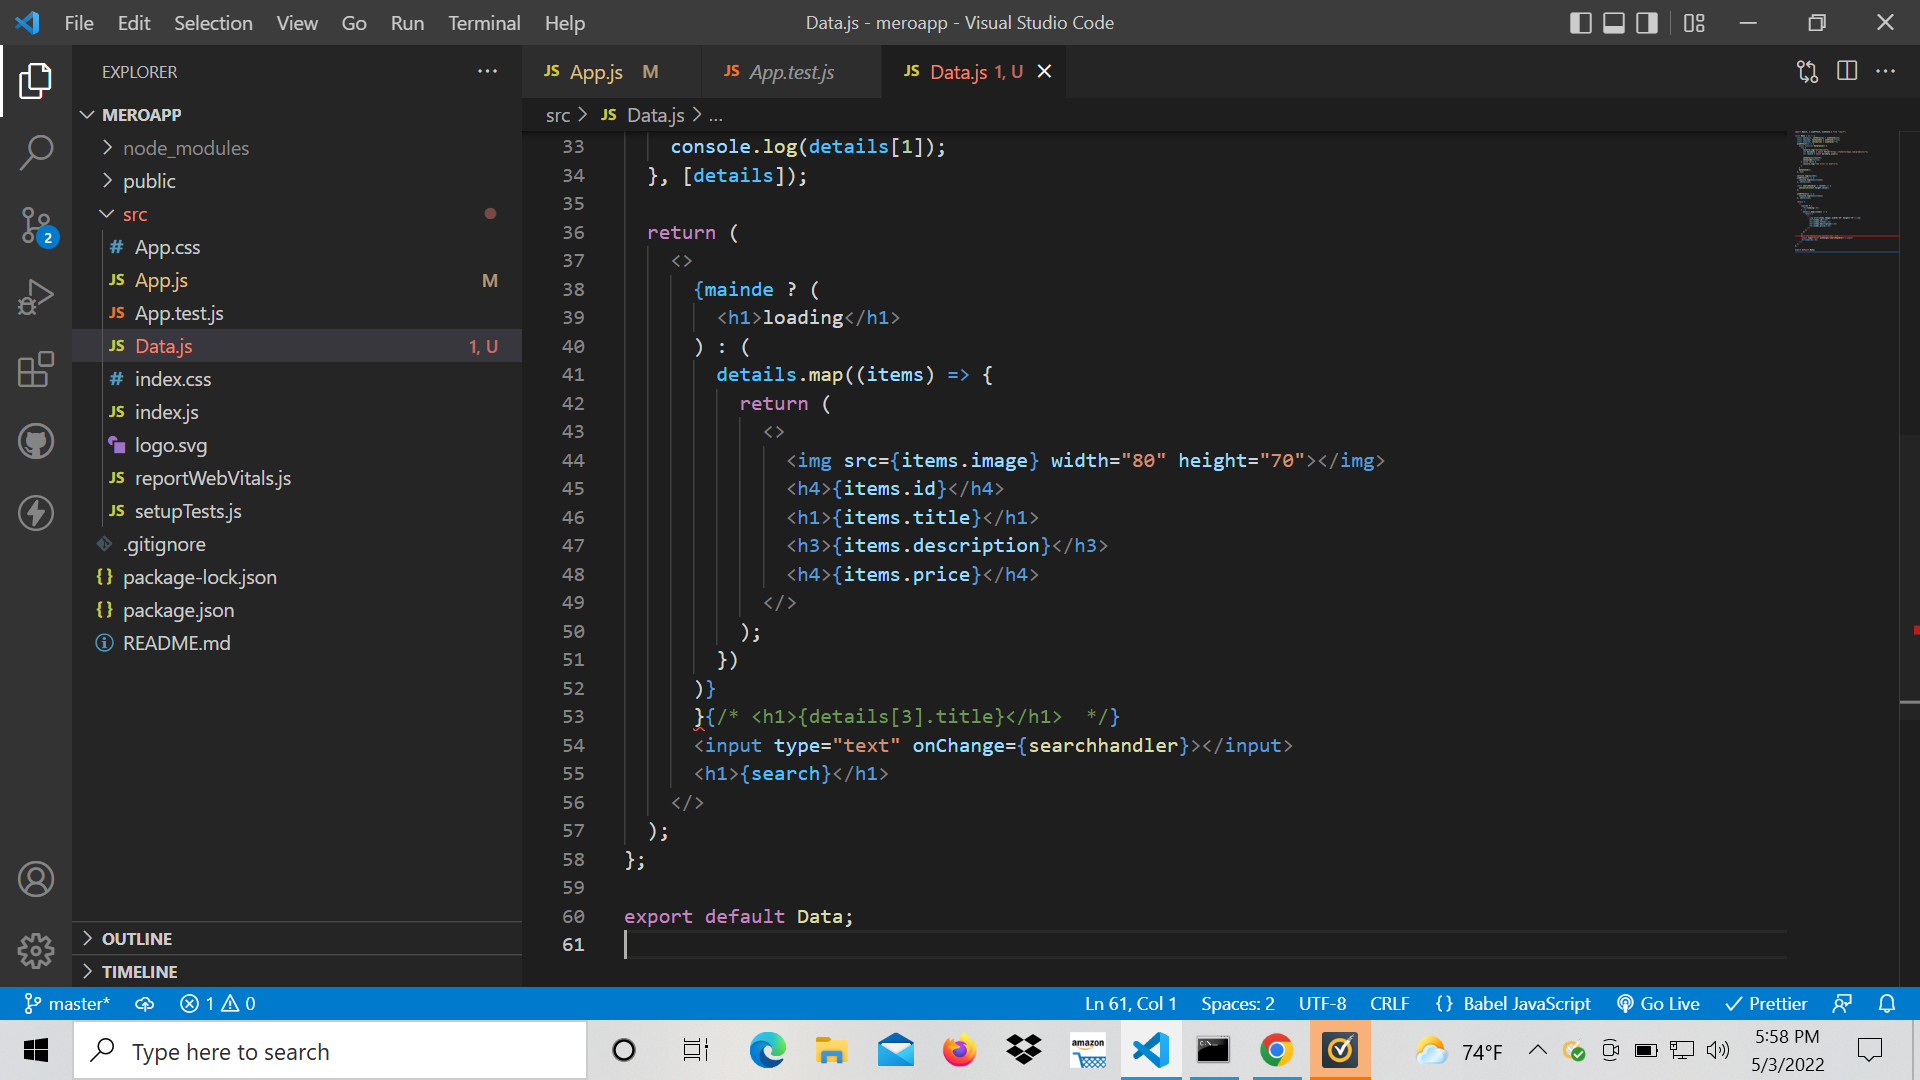 File Edit Selection View Go Run Terminal Help
Data.js - meroapp - Visual Studio Code
EXPLORER
JS App.js M
JS App.test.js
JS Data.js 1, U
MEROAPP
src > JS Data.js > ...
node_modules
public
src
# App.css
JS App.js M
JS App.test.js
JS Data.js 1, U
# index.css
JS index.js
logo.svg
JS reportWebVitals.js
JS setupTests.js
.gitignore
{} package-lock.json
{} package.json
README.md
2
OUTLINE
TIMELINE
33 console.log(details[1]);
34 }, [details]);
35
36 return (
37 <>
38 {mainde ? (
39 <h1>loading</h1>
40 ) : (
41 details.map((items) => {
42 return (
43 <>
44 <img src={items.image} width="80" height="70"></img>
45 <h4>{items.id}</h4>
46 <h1>{items.title}</h1>
47 <h3>{items.description}</h3>
48 <h4>{items.price}</h4>
49 </>
50 );
51 })
52 )}
53 }{/* <h1>{details[3].title}</h1>  */}
54 <input type="text" onChange={searchhandler}></input>
55 <h1>{search}</h1>
56 </>
57 );
58 };
59
60 export default Data;
61
master* 1 0 Ln 61, Col 1 Spaces: 2 UTF-8 CRLF {} Babel JavaScript Go Live Prettier
Type here to search
amazon
74°F
5:58 PM
5/3/2022